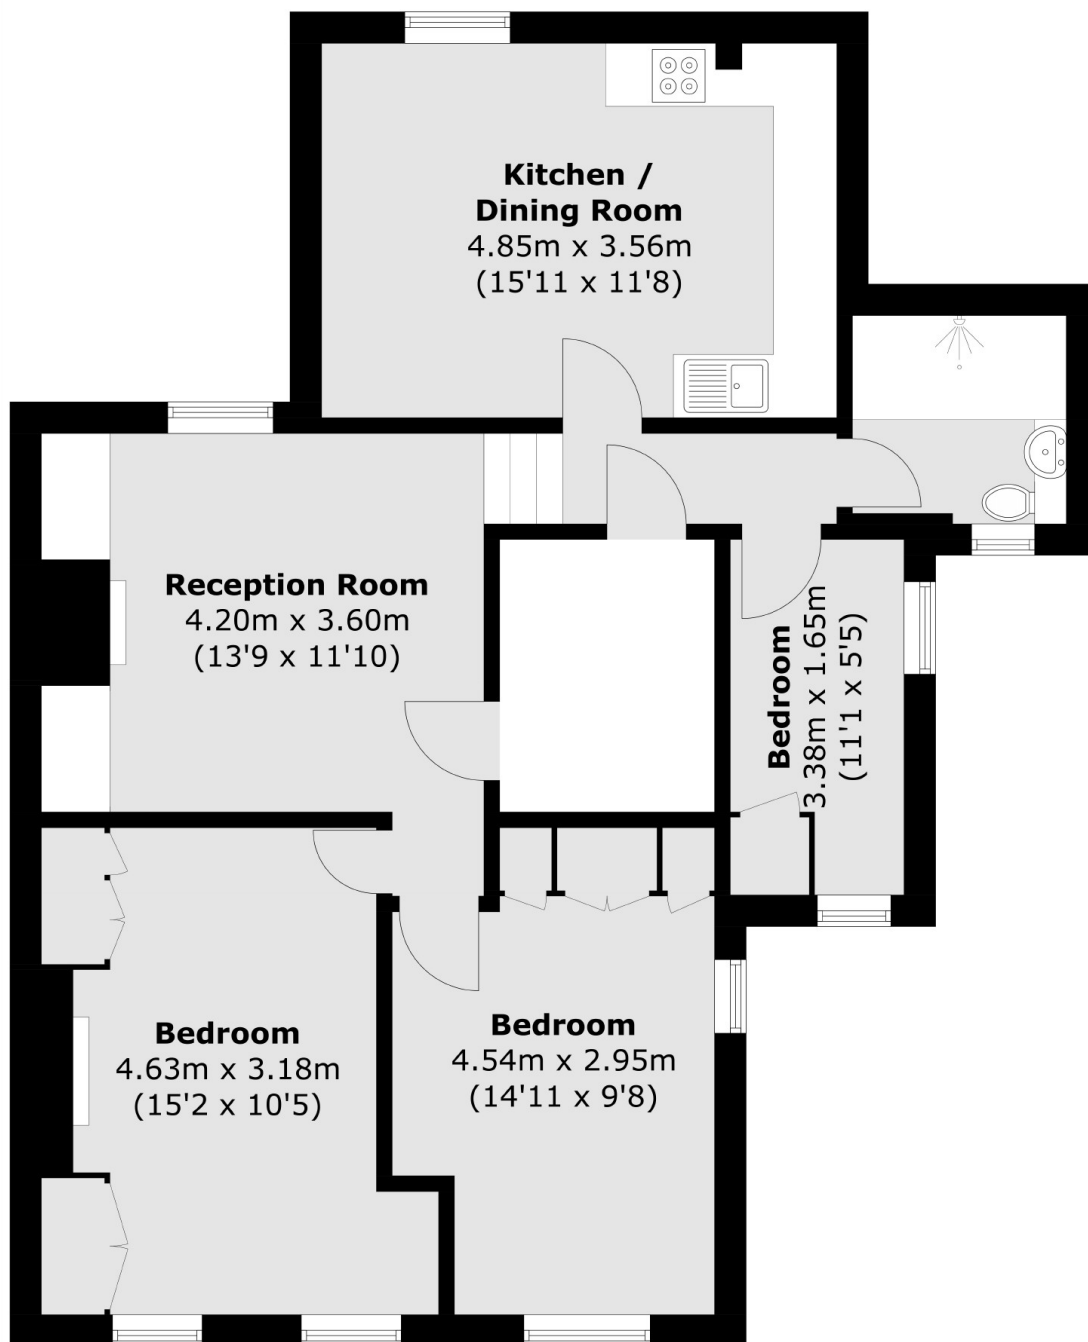 Kitchen /
Dining Room
4.85m x 3.56m
(15'11 x 11'8)
Reception Room
4.20m x 3.60m
(13'9 x 11'10)
Bedroom
3.38m x 1.65m
(11'1 x 5'5)
Bedroom
4.63m x 3.18m
(15'2 x 10'5)
Bedroom
4.54m x 2.95m
(14'11 x 9'8)